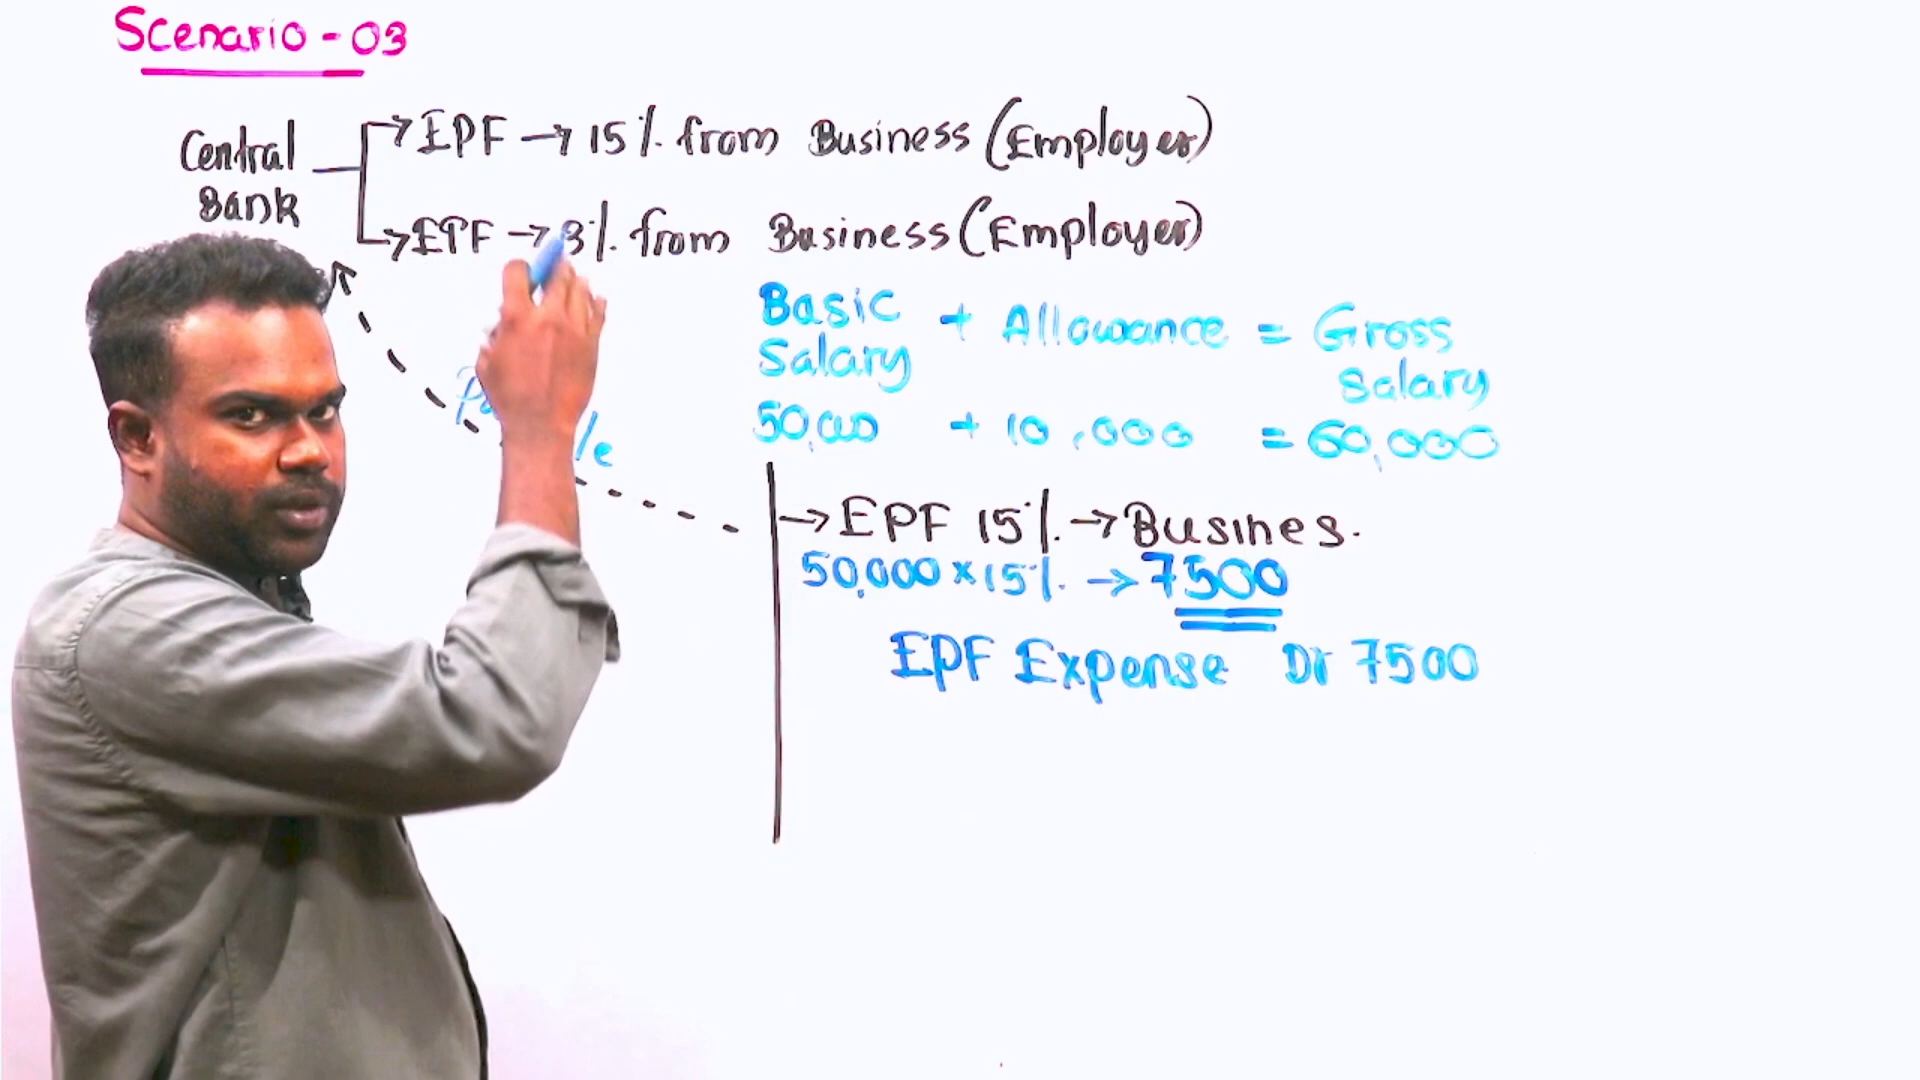 Scenario - 03
Central Bank
→ EPF → 15% from Business (Employer)
→ EPF → 3% from Business (Employer)
Basic Salary + Allowance = Gross Salary
50,000 + 10,000 = 60,000
→ EPF 15% → Busines.
50,000 × 15% → 7500
EPF Expense Dr 7500